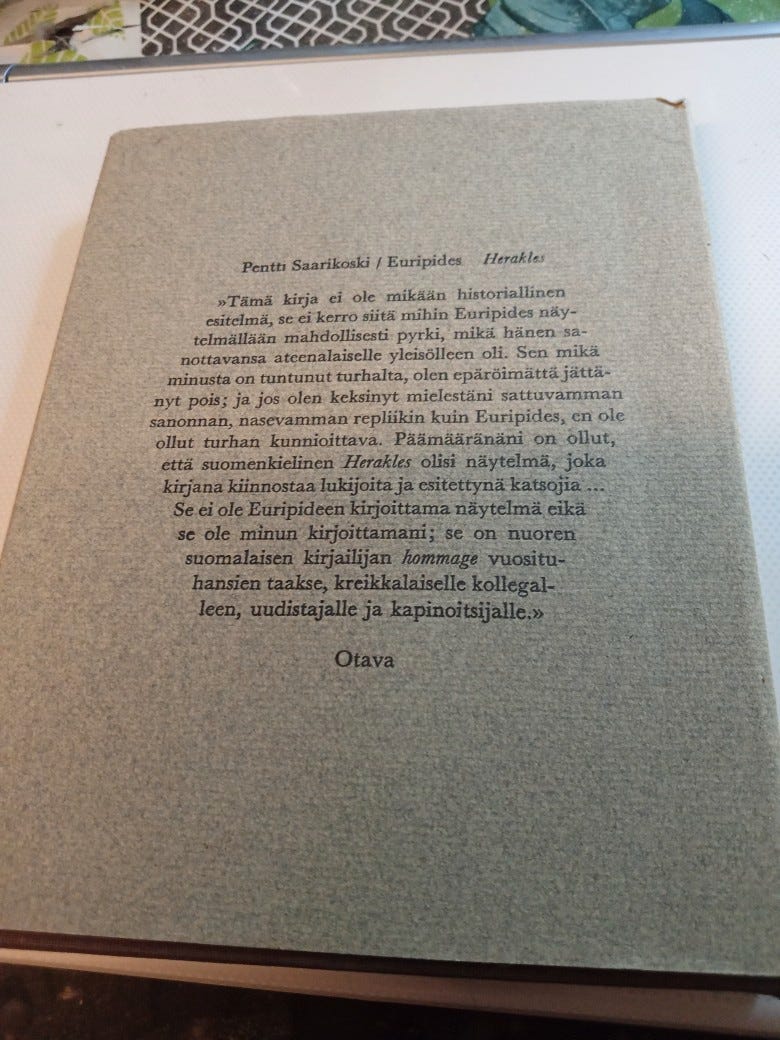 Pentti Saarikoski / Euripides Herakles
»Tämä kirja ei ole mikään historiallinen
esitelmä, se ei kerro siitä mihin Euripides näy-
telmällään mahdollisesti pyrki, mikä hänen sa-
nottavansa ateenalaiselle yleisölleen oli. Sen mikä
minusta on tuntunut turhalta, olen epäröimättä jättä-
nyt pois; ja jos olen keksinyt mielestäni sattuvamman
sanonnan, nasevamman repliikin kuin Euripides, en ole
ollut turhan kunnioittava. Päämääränäni on ollut,
että suomenkielinen Herakles olisi näytelmä, joka
kirjana kiinnostaa lukijoita ja esitettynä katsojia ...
Se ei ole Euripideen kirjoittama näytelmä eikä
se ole minun kirjoittamani; se on nuoren
suomalaisen kirjailijan hommage vuositu-
hansien taakse, kreikkalaiselle kollegal-
leen, uudistajalle ja kapinoitsijalle.»
Otava